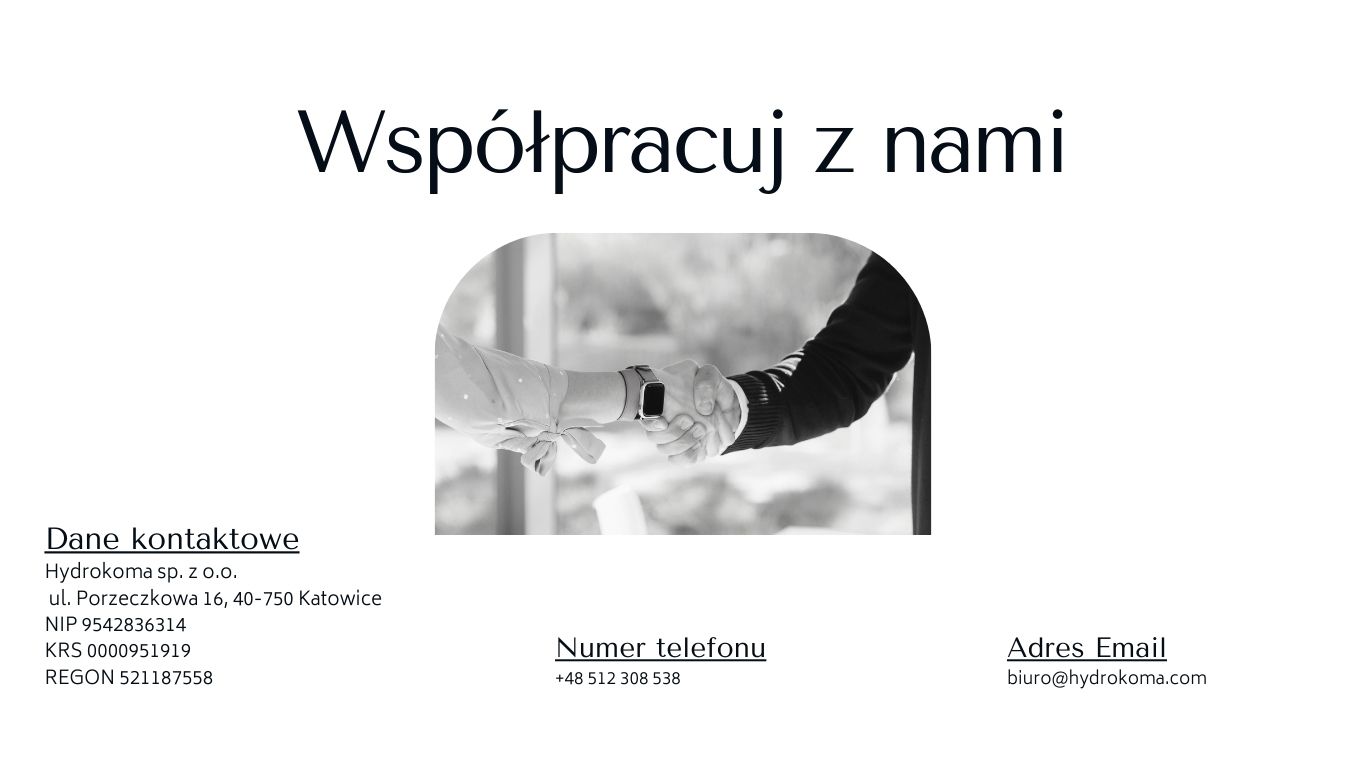 Współpracuj z nami
Dane kontaktowe
Hydrokoma sp. z o.o.
ul. Porzeczkowa 16, 40-750 Katowice
NIP 9542836314
KRS 0000951919
REGON 521187558
Numer telefonu
+48 512 308 538
Adres Email
biuro@hydrokoma.com